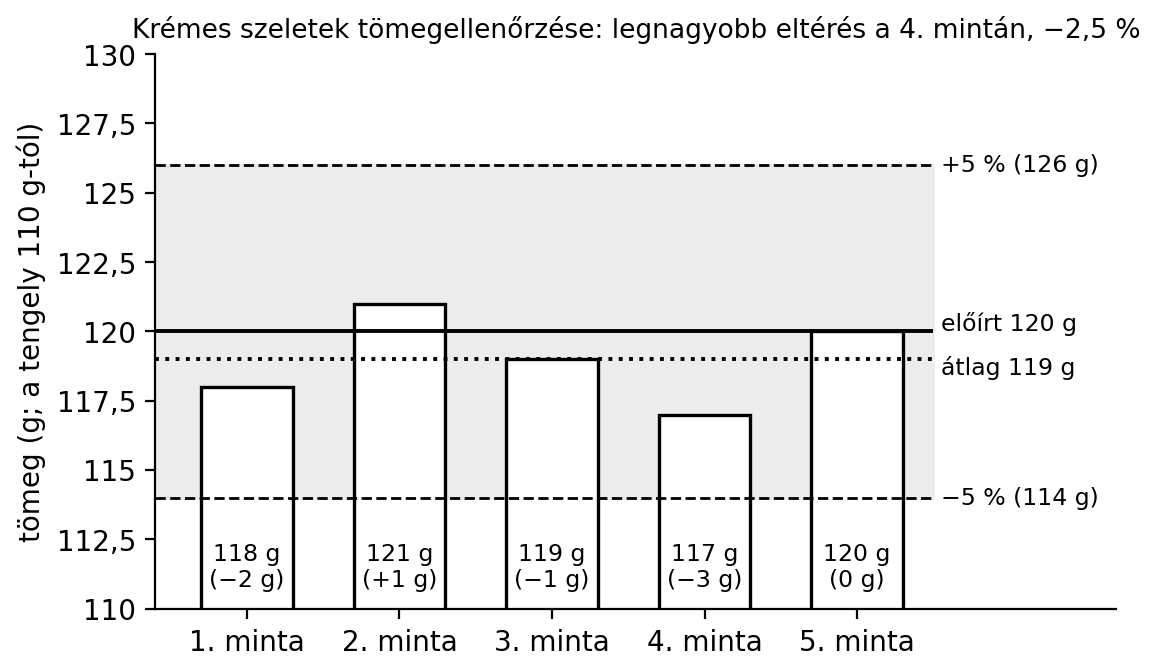 Krémes szeletek tömegellenőrzése: legnagyobb eltérés a 4. mintán, −2,5 %
tömeg (g; a tengely 110 g-tól)
130
127,5
125
122,5
120
117,5
115
112,5
110
+5 % (126 g)
előírt 120 g
átlag 119 g
−5 % (114 g)
118 g
(−2 g)
121 g
(+1 g)
119 g
(−1 g)
117 g
(−3 g)
120 g
(0 g)
1. minta
2. minta
3. minta
4. minta
5. minta